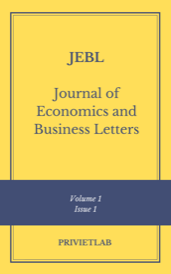 JEBL
Journal of
Economics and
Business Letters
Volume 1
Issue 1
PRIVIETLAB